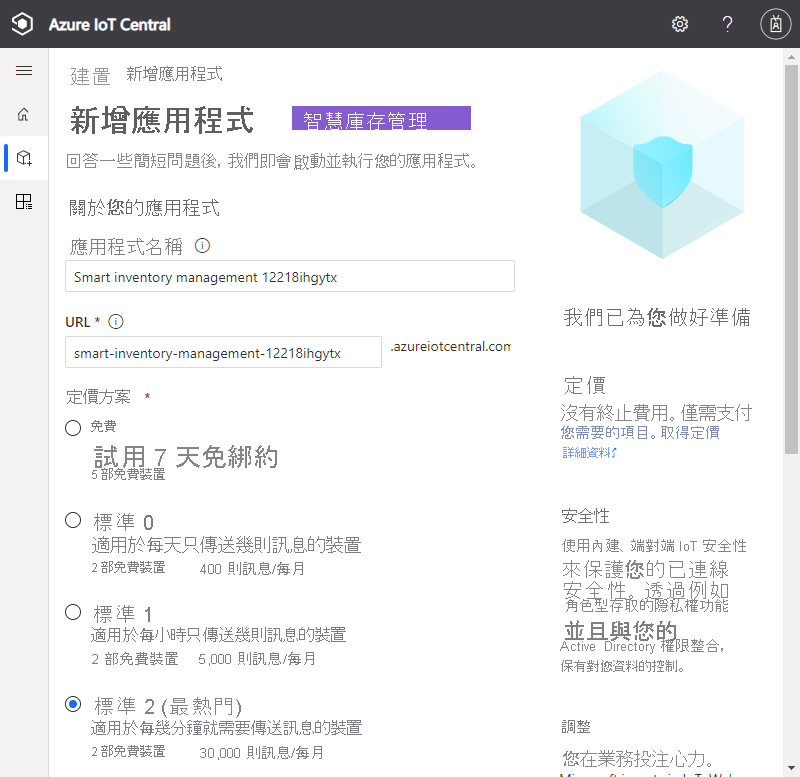 Azure IoT Central
建置 新增應用程式
新增應用程式 智慧庫存管理
回答一些簡短問題後，我們即會啟動並執行您的應用程式。
關於您的應用程式
應用程式名稱
Smart inventory management 12218ihgytx
URL *
smart-inventory-management-12218ihgytx .azureiotcentral.com
定價方案 *
免費
試用 7 天免綁約
5 部免費裝置
標準 0
適用於每天只傳送幾則訊息的裝置
2 部免費裝置 400 則訊息/每月
標準 1
適用於每小時只傳送幾則訊息的裝置
2 部免費裝置 5,000 則訊息/每月
標準 2 (最熱門)
適用於每幾分鐘就需要傳送訊息的裝置
2 部免費裝置 30,000 則訊息/每月
我們已為您做好準備
定價
沒有終止費用。僅需支付
您需要的項目。取得定價
詳細資料
安全性
使用內建、端對端 IoT 安全性
來保護您的已連線
安全性。透過例如
角色型存取的隱私權功能
並且與您的
Active Directory 權限整合，
保有對您資料的控制。
調整
您在業務投注心力。